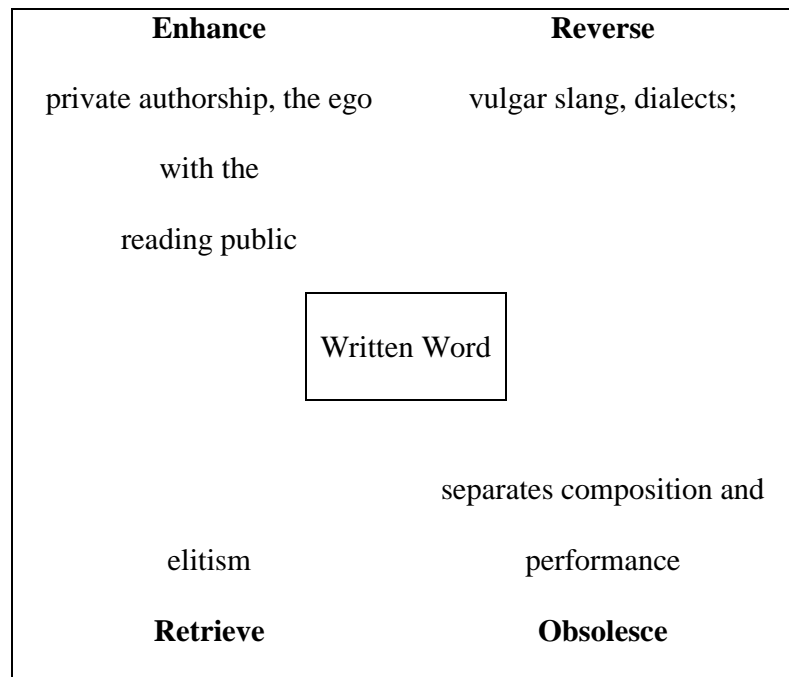 Enhance
Reverse
private authorship, the ego
with the
reading public
vulgar slang, dialects;
Written Word
elitism
Retrieve
separates composition and
performance
Obsolesce